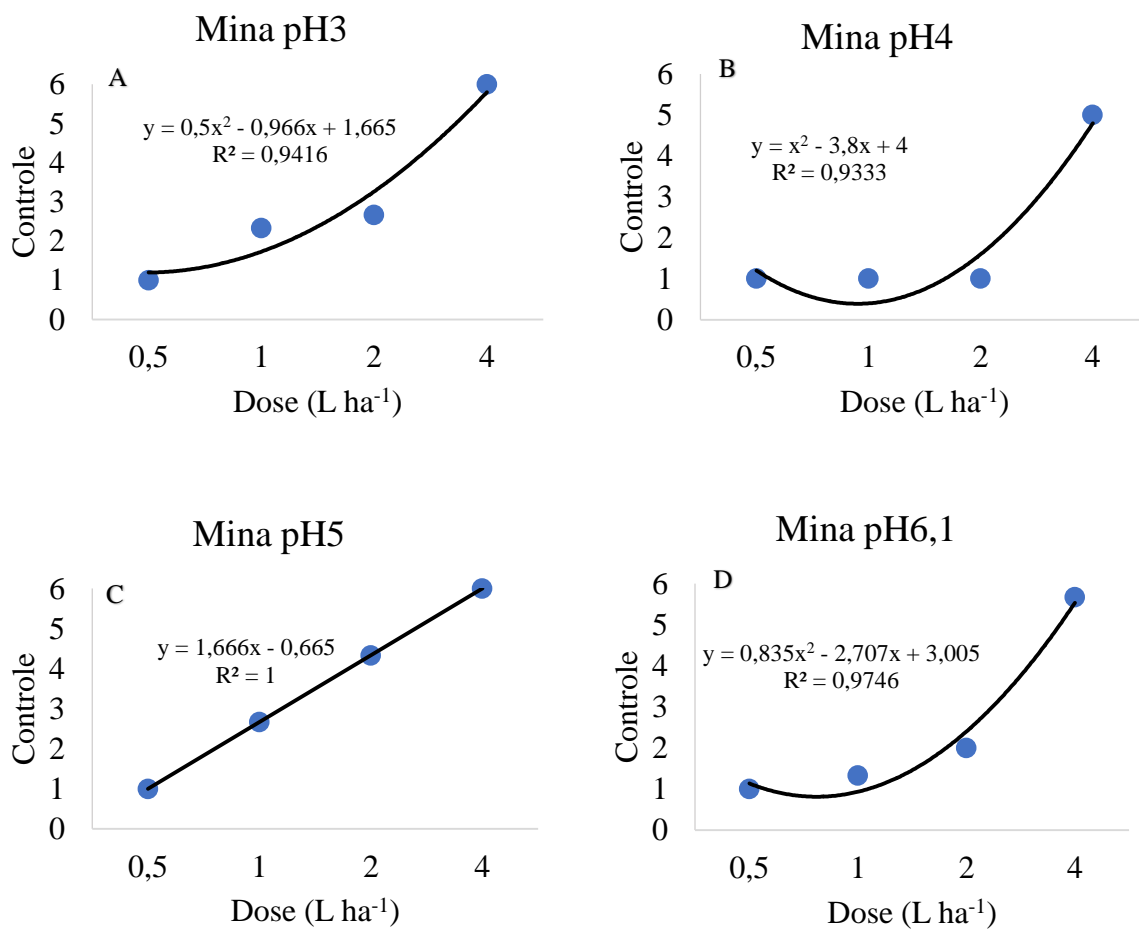 Mina pH3
A
6
5
4
3
2
1
0
y = 0,5x² - 0,966x + 1,665
R² = 0,9416
Controle
0,5 1 2 4
Dose (L ha⁻¹)
Mina pH4
B
6
5
4
3
2
1
0
y = x² - 3,8x + 4
R² = 0,9333
Controle
0,5 1 2 4
Dose (L ha⁻¹)
Mina pH5
C
6
5
4
3
2
1
0
y = 1,666x - 0,665
R² = 1
Controle
0,5 1 2 4
Dose (L ha⁻¹)
Mina pH6,1
D
6
5
4
3
2
1
0
y = 0,835x² - 2,707x + 3,005
R² = 0,9746
Controle
0,5 1 2 4
Dose (L ha⁻¹)